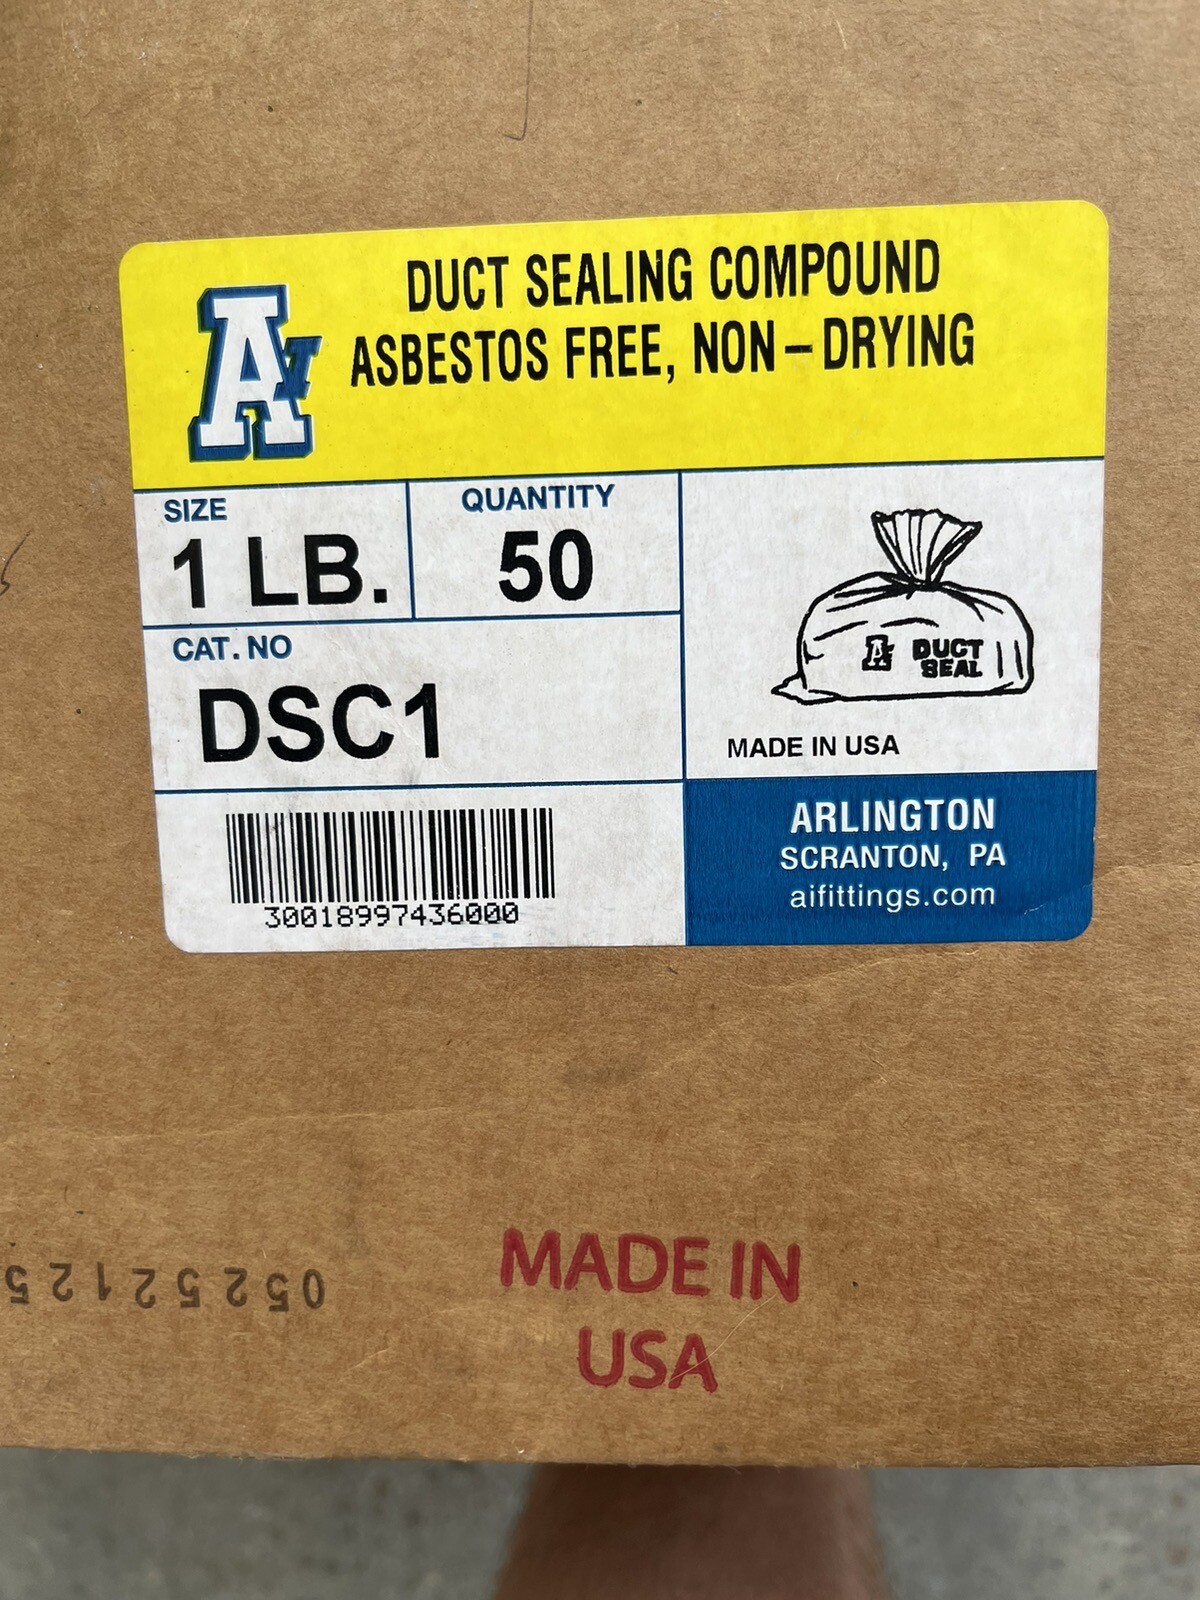 DUCT SEALING COMPOUND
ASBESTOS FREE, NON-DRYING
AI
SIZE
1 LB.
QUANTITY
50
CAT. NO
DSC1
A DUCT
SEAL
MADE IN USA
30018997436000
ARLINGTON
SCRANTON, PA
aifittings.com
MADE IN
USA